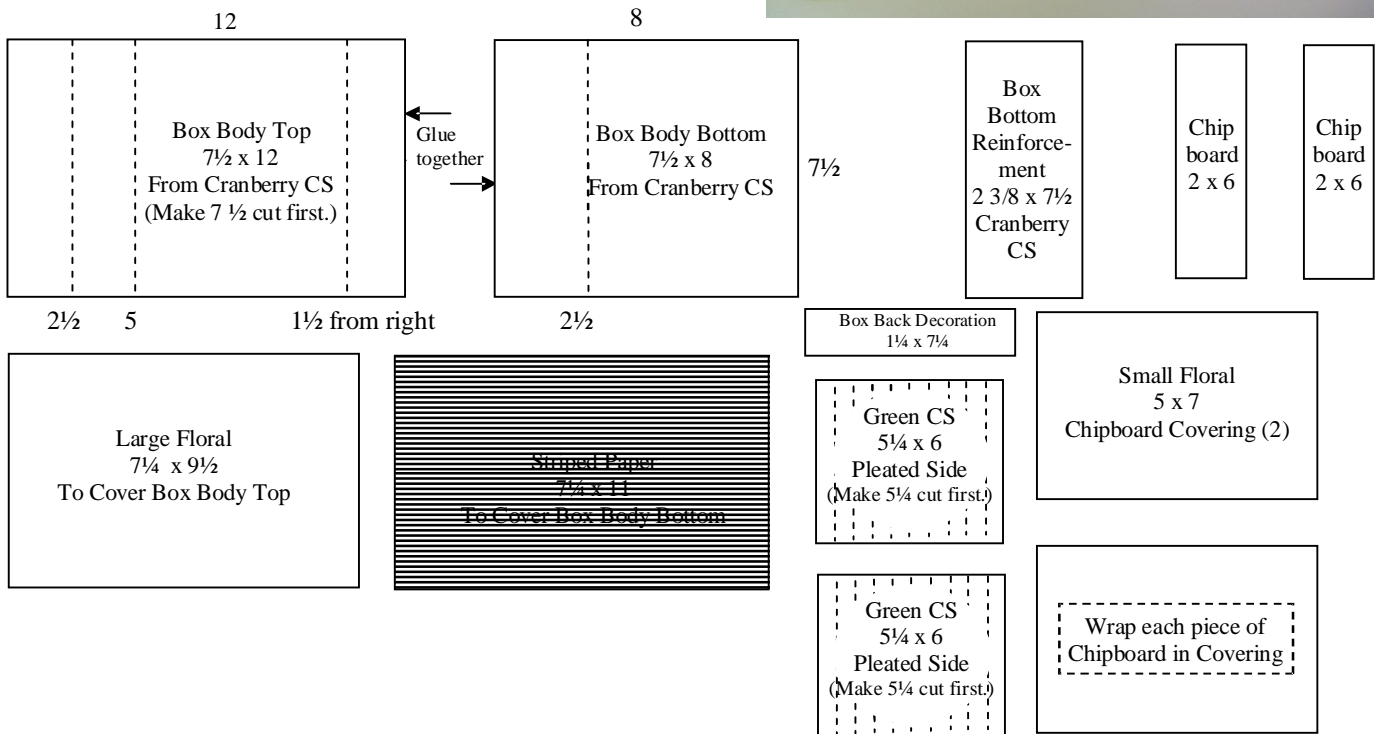 12
8
Box Body Top
7½ x 12
From Cranberry CS
(Make 7 ½ cut first.)
Glue
together
Box Body Bottom
7½ x 8
From Cranberry CS
7½
Box
Bottom
Reinforce-
ment
2 3/8 x 7½
Cranberry
CS
Chip
board
2 x 6
Chip
board
2 x 6
2½
5
1½ from right
2½
Large Floral
7¼ x 9½
To Cover Box Body Top
Striped Paper
7¼ x 11
To Cover Box Body Bottom
Box Back Decoration
1¼ x 7¼
Green CS
5¼ x 6
Pleated Side
(Make 5¼ cut first.)
Small Floral
5 x 7
Chipboard Covering (2)
Green CS
5¼ x 6
Pleated Side
(Make 5¼ cut first.)
Wrap each piece of
Chipboard in Covering